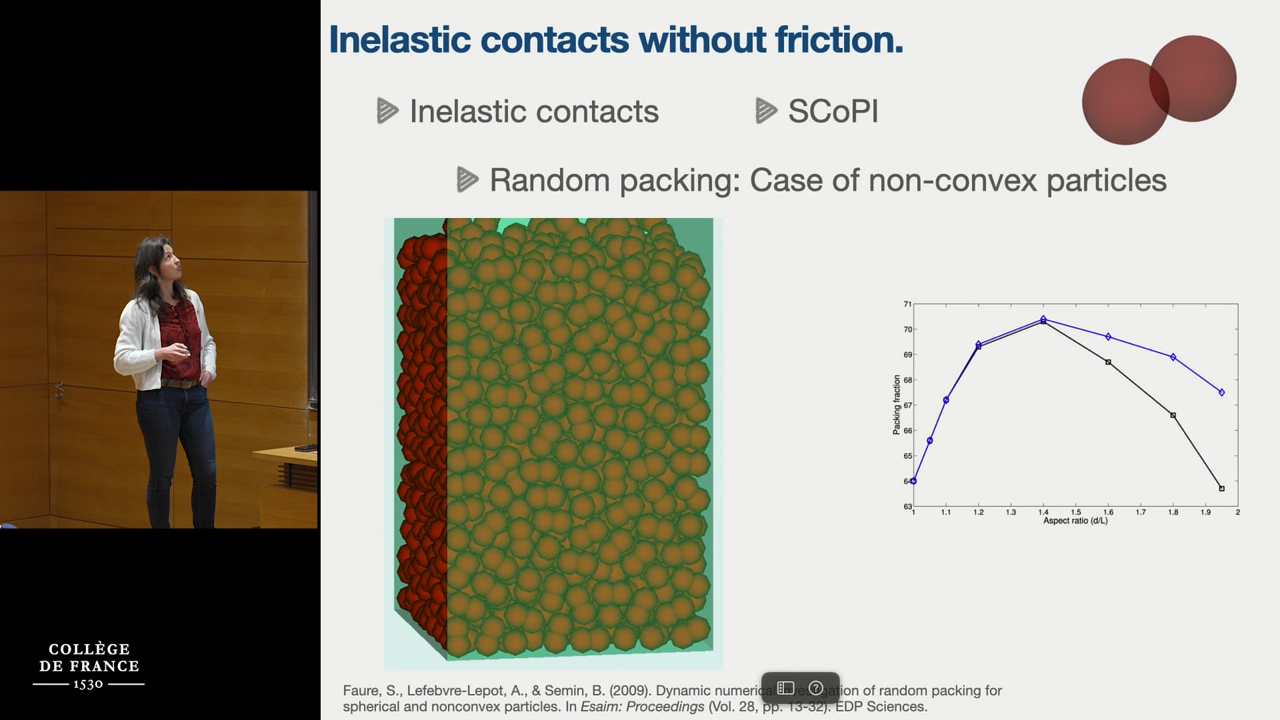 Inelastic contacts without friction.
Inelastic contacts
SCoPI
Random packing: Case of non-convex particles
71
70
69
68
67
66
65
64
63
Packing fraction
1 1.1 1.2 1.3 1.4 1.5 1.6 1.7 1.8 1.9 2
Aspect ratio (d/L)
COLLÈGE
DE FRANCE
1530
Faure, S., Lefebvre-Lepot, A., & Semin, B. (2009). Dynamic numerical investigation of random packing for
spherical and nonconvex particles. In Esaim: Proceedings (Vol. 28, pp. 13-32). EDP Sciences.